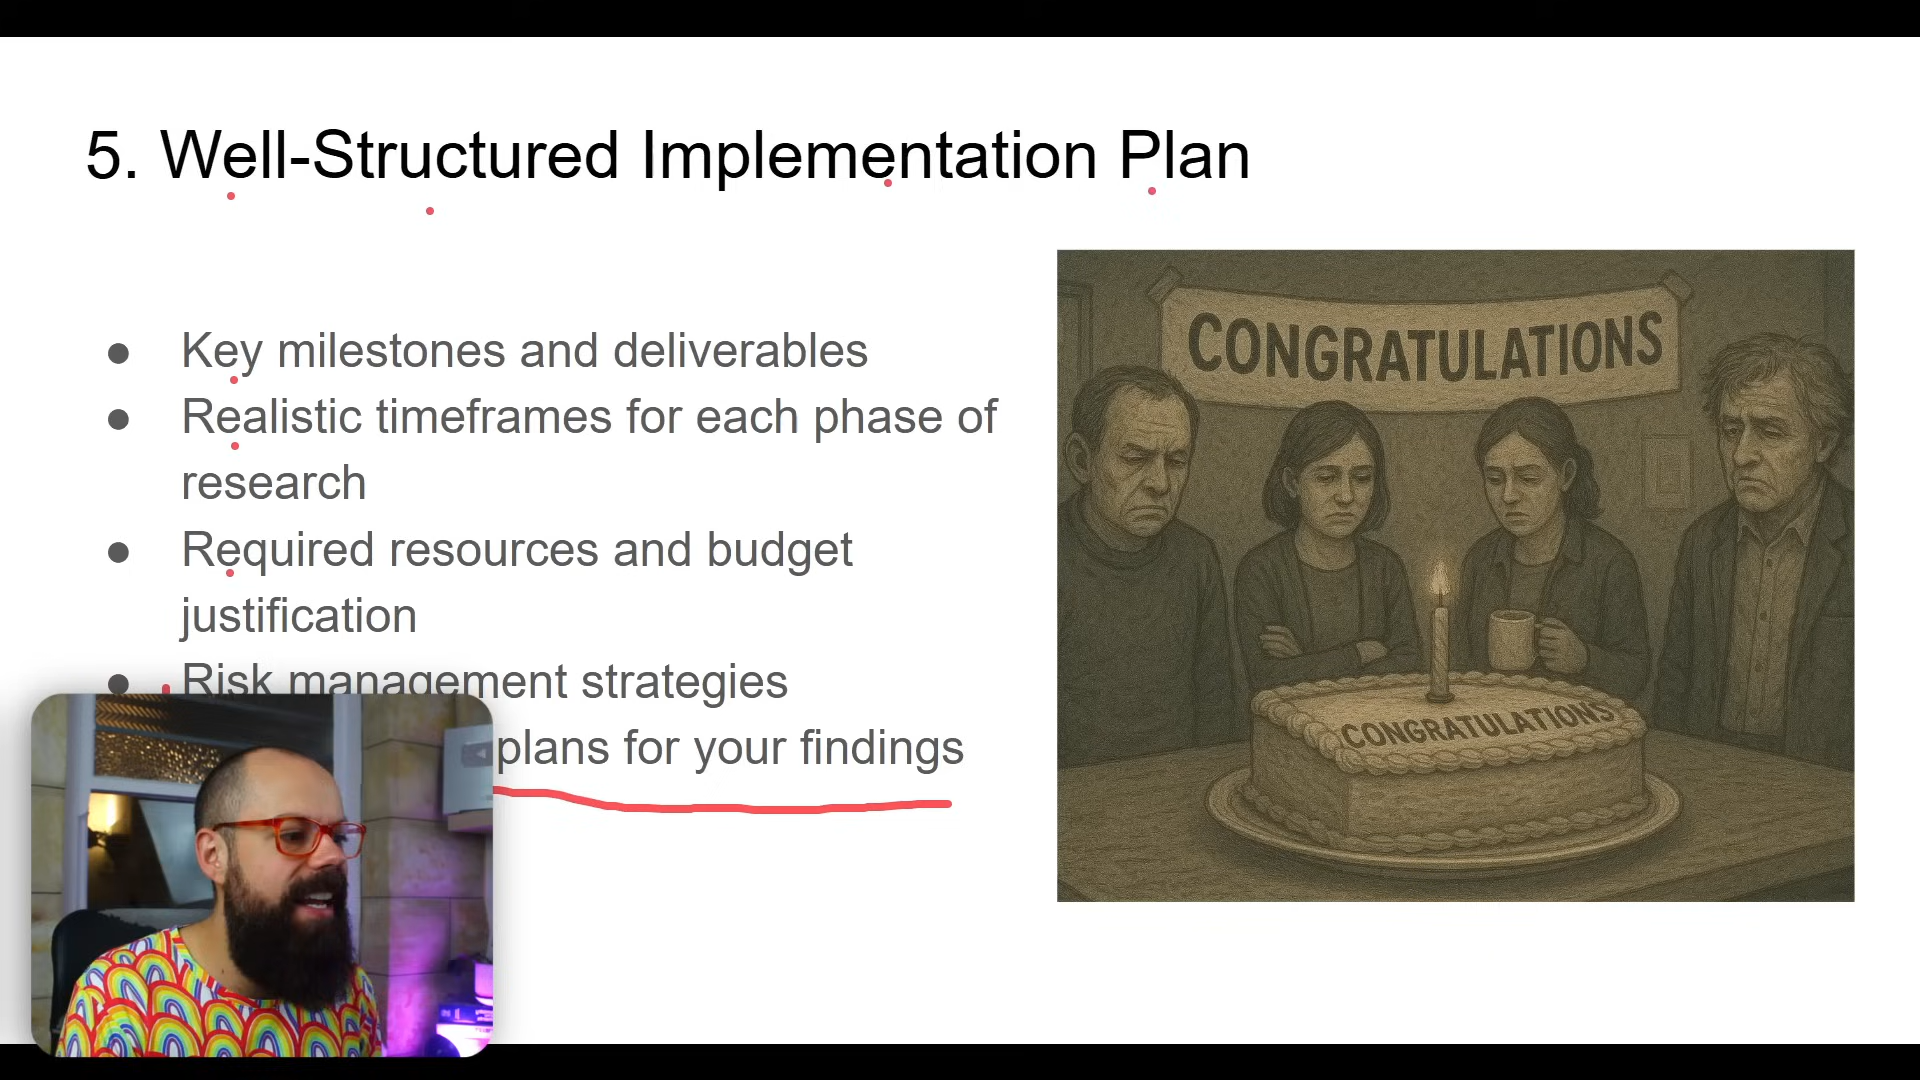 5. Well-Structured Implementation Plan
CONGRATULATIONS
● Key milestones and deliverables
● Realistic timeframes for each phase of
research
● Required resources and budget
justification
● Risk management strategies
plans for your findings
CONGRATULATIONS